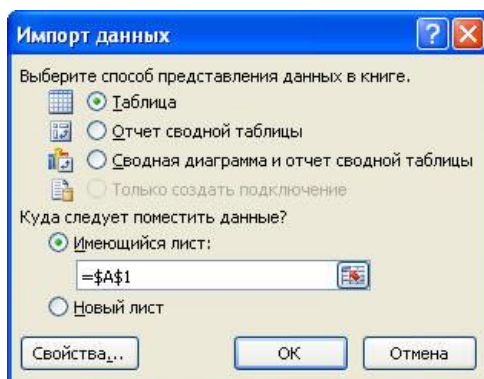 Импорт данных
Выберите способ представления данных в книге.
Таблица
Отчет сводной таблицы
Сводная диаграмма и отчет сводной таблицы
Только создать подключение
Куда следует поместить данные?
Имеющийся лист:
=$A$1
Новый лист
Свойства... ОК Отмена